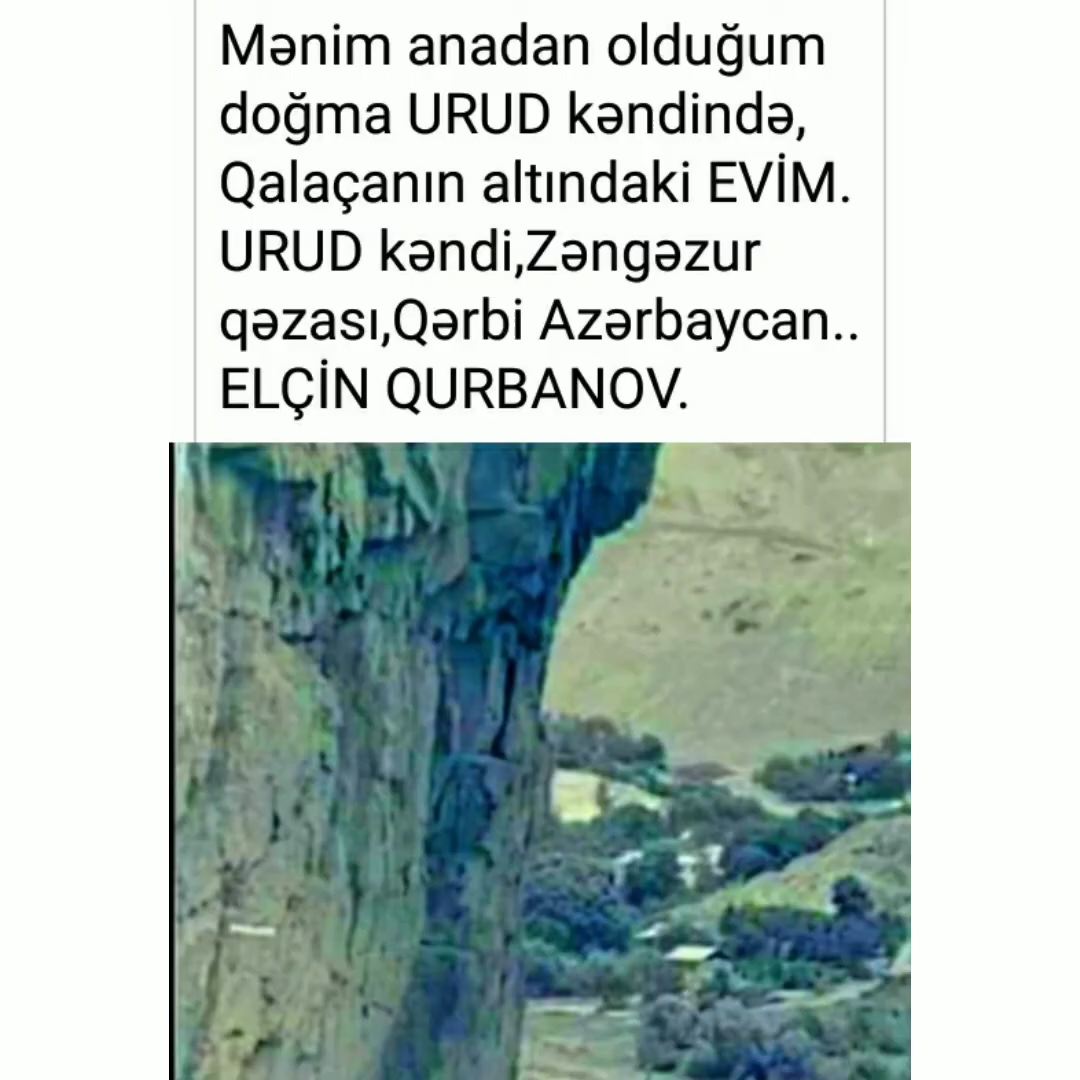 Mənim anadan olduğum
doğma URUD kəndində,
Qalaçanın altındaki EVİM.
URUD kəndi,Zəngəzur
qəzası,Qərbi Azərbaycan..
ELÇİN QURBANOV.